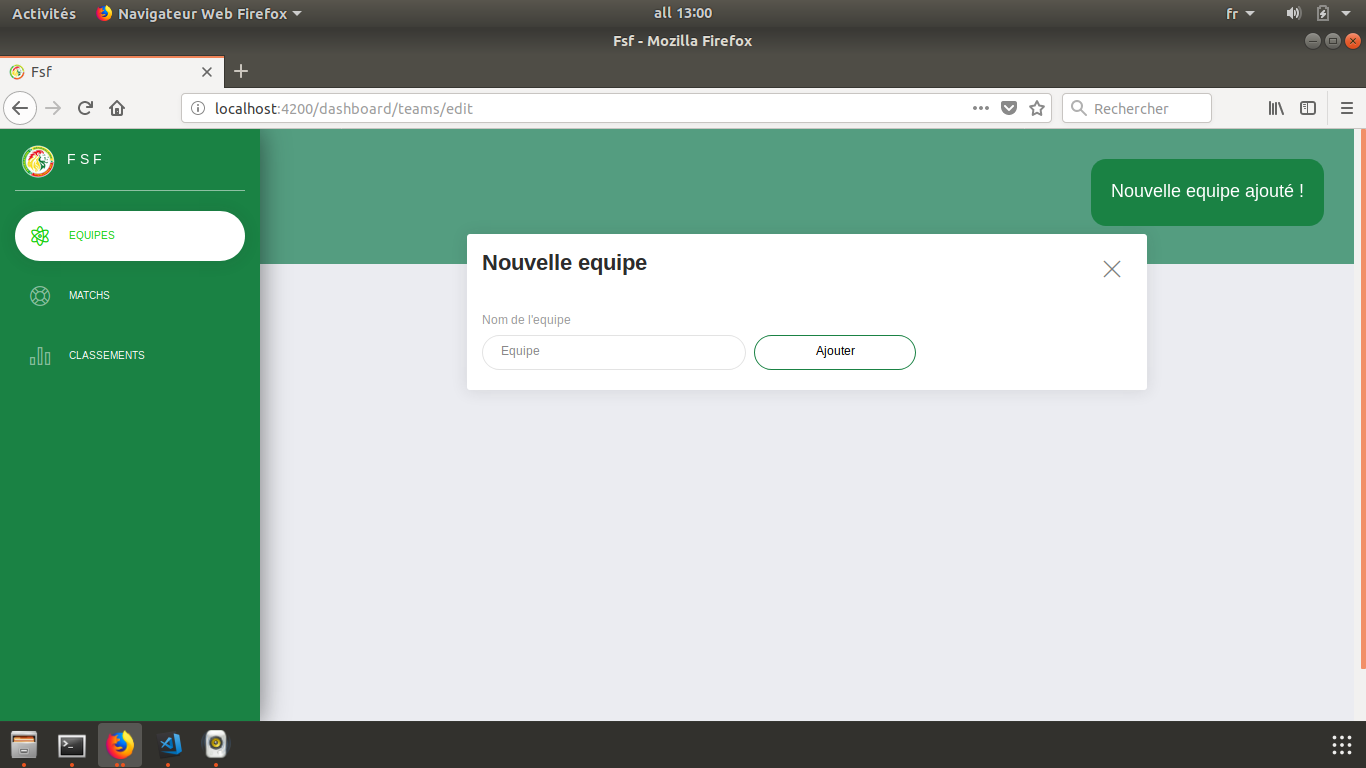 Activités
Navigateur Web Firefox
all 13:00
fr
Fsf - Mozilla Firefox
Fsf
localhost:4200/dashboard/teams/edit
Rechercher
F S F
Nouvelle equipe ajouté !
EQUIPES
Nouvelle equipe
MATCHS
Nom de l'equipe
Equipe
Ajouter
CLASSEMENTS